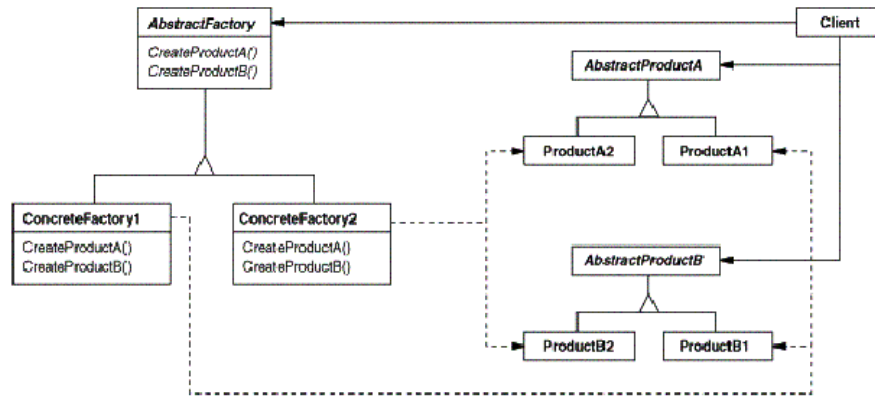 AbstractFactory
CreateProductA()
CreateProductB()
Client
AbstractProductA
ProductA2
ProductA1
ConcreteFactory1
CreateProductA()
CreateProductB()
ConcreteFactory2
CreateProductA()
CreateProductB()
AbstractProductB
ProductB2
ProductB1